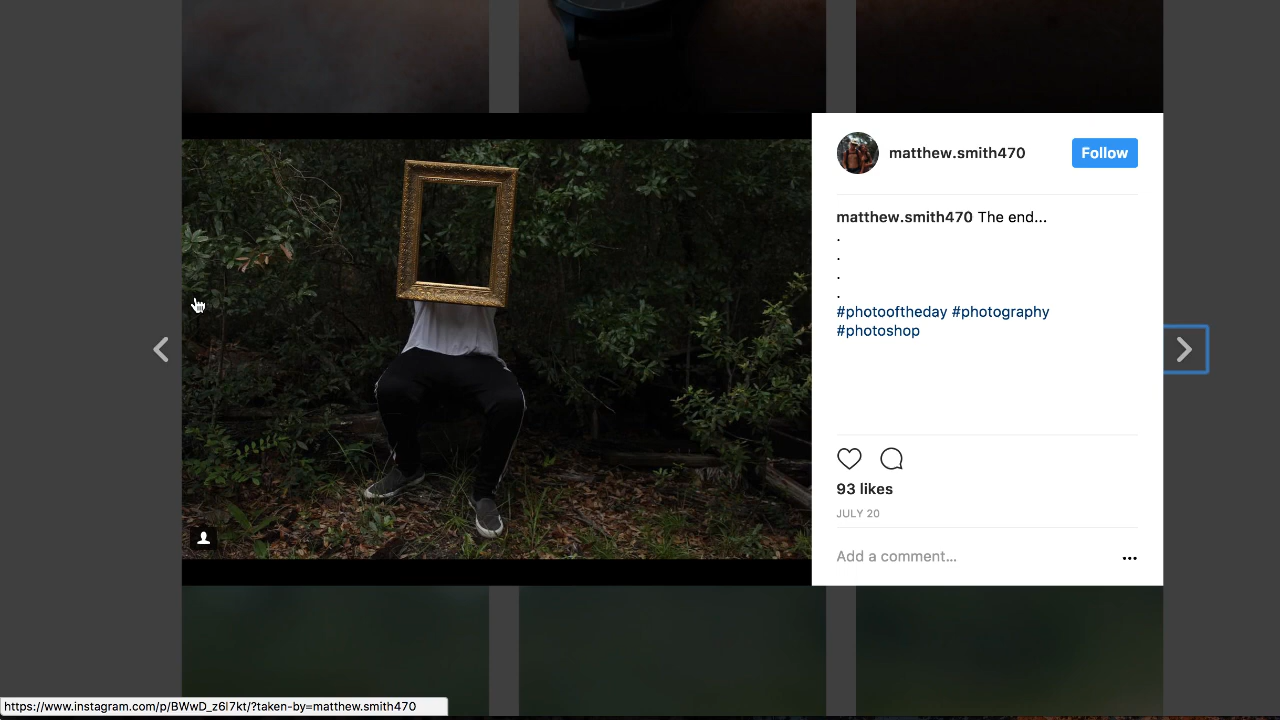 matthew.smith470
Follow
matthew.smith470 The end...
.
.
.
.
#photooftheday #photography
#photoshop
93 likes
JULY 20
Add a comment...
https://www.instagram.com/p/BWwD_z6l7kt/?taken-by=matthew.smith470